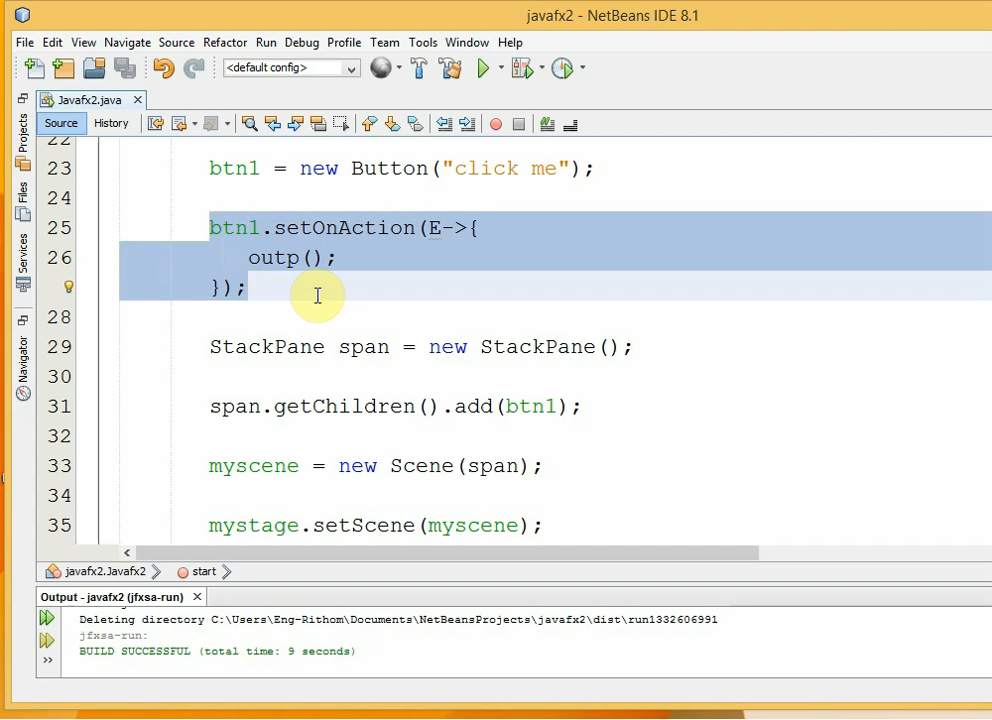 javafx2 - NetBeans IDE 8.1
File Edit View Navigate Source Refactor Run Debug Profile Team Tools Window Help
<default config>
Javafx2.java
Source History
Projects
Files
Services
Navigator
22
23 btn1 = new Button("click me");
24
25 btn1.setOnAction(E->{
26 outp();
});
28
29 StackPane span = new StackPane();
30
31 span.getChildren().add(btn1);
32
33 myscene = new Scene(span);
34
35 mystage.setScene(myscene);
javafx2.Javafx2 start
Output - javafx2 (jfxsa-run)
Deleting directory C:\Users\Eng-Rithom\Documents\NetBeansProjects\javafx2\dist\run1332606991
jfxsa-run:
BUILD SUCCESSFUL (total time: 9 seconds)